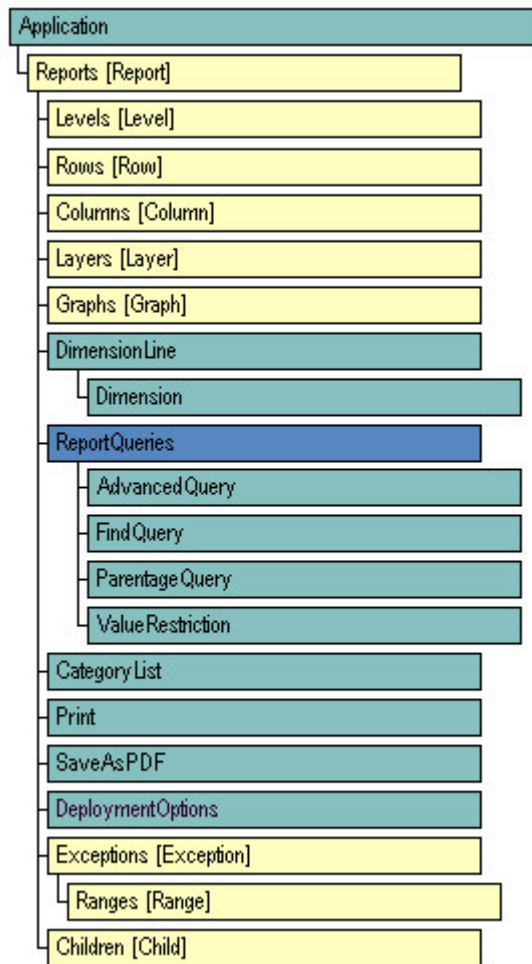 Application
Reports [Report]
Levels [Level]
Rows [Row]
Columns [Column]
Layers [Layer]
Graphs [Graph]
DimensionLine
Dimension
ReportQueries
AdvancedQuery
FindQuery
ParentageQuery
ValueRestriction
CategoryList
Print
SaveAsPDF
DeploymentOptions
Exceptions [Exception]
Ranges [Range]
Children [Child]